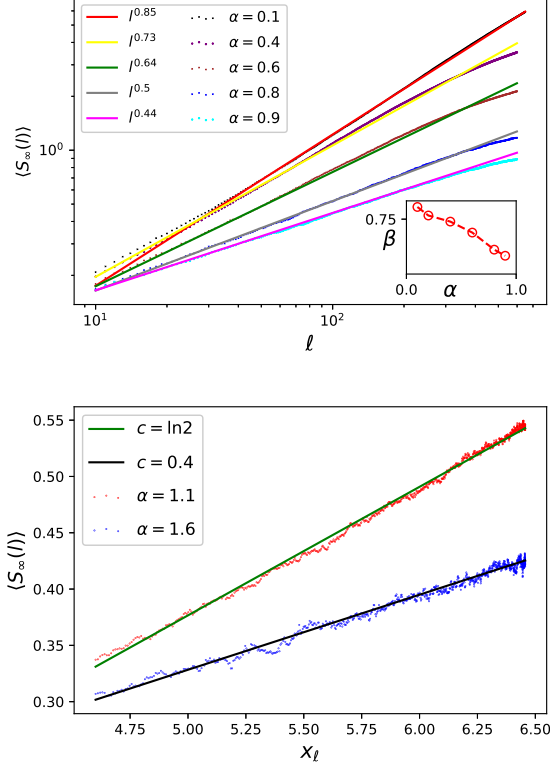 l^0.85 α = 0.1
l^0.73 α = 0.4
l^0.64 α = 0.6
l^0.5 α = 0.8
l^0.44 α = 0.9
⟨S∞(l)⟩
10^0
0.75
β
0.0 α 1.0
10^1 10^2
ℓ
0.55
0.50
0.45
0.40
0.35
0.30
⟨S∞(l)⟩
c = ln2
c = 0.4
α = 1.1
α = 1.6
4.75 5.00 5.25 5.50 5.75 6.00 6.25 6.50
x_ℓ